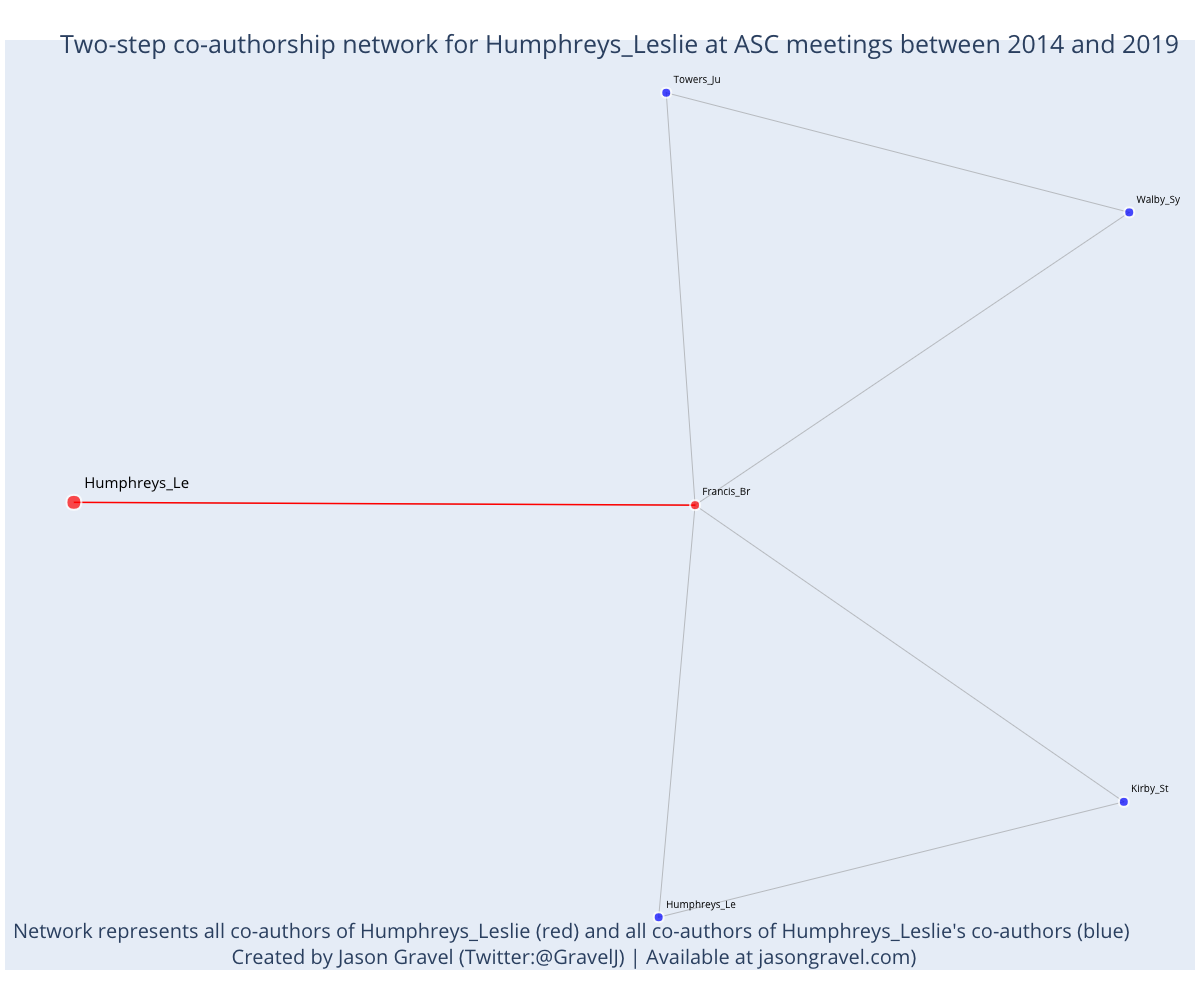 Two-step co-authorship network for Humphreys_Leslie at ASC meetings between 2014 and 2019
Towers_Ju
Walby_Sy
Humphreys_Le
Francis_Br
Kirby_St
Humphreys_Le
Network represents all co-authors of Humphreys_Leslie (red) and all co-authors of Humphreys_Leslie's co-authors (blue)
Created by Jason Gravel (Twitter:@GravelJ) | Available at jasongravel.com)